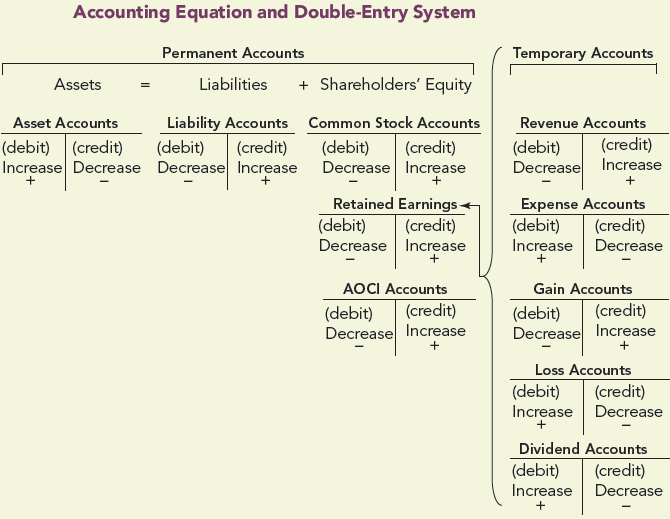 Accounting Equation and Double-Entry System
Permanent Accounts
Temporary Accounts
Assets = Liabilities + Shareholders' Equity
Asset Accounts
(debit) (credit)
Increase Decrease
+ −
Liability Accounts
(debit) (credit)
Decrease Increase
− +
Common Stock Accounts
(debit) (credit)
Decrease Increase
− +
Retained Earnings
(debit) (credit)
Decrease Increase
− +
AOCI Accounts
(debit) (credit)
Decrease Increase
− +
Revenue Accounts
(debit) (credit)
Decrease Increase
− +
Expense Accounts
(debit) (credit)
Increase Decrease
+ −
Gain Accounts
(debit) (credit)
Decrease Increase
− +
Loss Accounts
(debit) (credit)
Increase Decrease
+ −
Dividend Accounts
(debit) (credit)
Increase Decrease
+ −